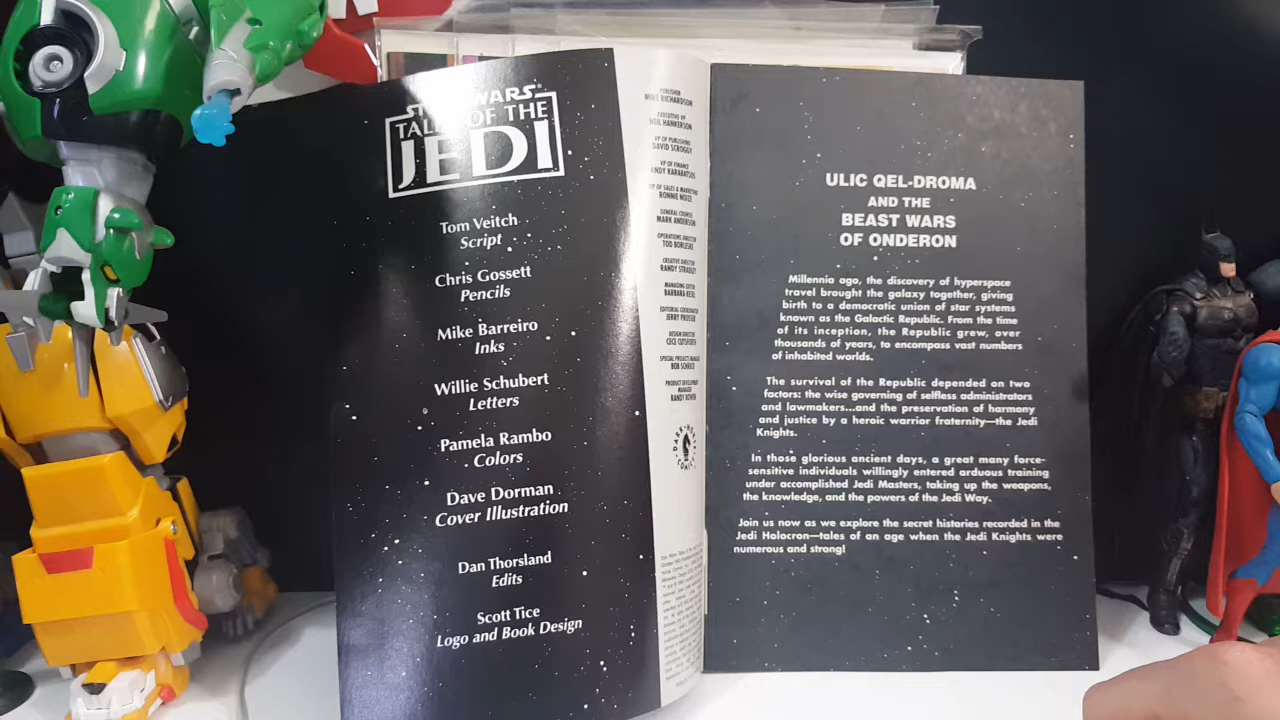 STAR WARS
TALES OF THE
JEDI
Tom Veitch
Script
Chris Gossett
Pencils
Mike Barreiro
Inks
Willie Schubert
Letters
Pamela Rambo
Colors
Dave Dorman
Cover Illustration
Dan Thorsland
Edits
Scott Tice
Logo and Book Design
PUBLISHER
MIKE RICHARDSON
EXECUTIVE VP
NEIL HANKERSON
VP OF PUBLISHING
DAVID SCROGGY
VP OF FINANCE
ANDY KARABATSOS
VP OF SALES & MARKETING
GENERAL COUNSEL
MARK ANDERSON
OPERATIONS DIRECTOR
CREATIVE DIRECTOR
RANDY STRADLEY
MANAGING EDITOR
BARBARA KESEL
EDITORIAL COORDINATOR
JERRY PROSSER
DESIGN DIRECTOR
SPECIAL PROJECTS MANAGER
BOB SCHRECK
PRODUCT DEVELOPMENT
MANAGER
DARK HORSE
COMICS
ULIC QEL-DROMA
AND THE
BEAST WARS
OF ONDERON
Millennia ago, the discovery of hyperspace
travel brought the galaxy together, giving
birth to a democratic union of star systems
known as the Galactic Republic. From the time
of its inception, the Republic grew, over
thousands of years, to encompass vast numbers
of inhabited worlds.
The survival of the Republic depended on two
factors: the wise governing of selfless administrators
and lawmakers...and the preservation of harmony
and justice by a heroic warrior fraternity—the Jedi
Knights.
In those glorious ancient days, a great many force-
sensitive individuals willingly entered arduous training
under accomplished Jedi Masters, taking up the weapons,
the knowledge, and the powers of the Jedi Way.
Join us now as we explore the secret histories recorded in the
Jedi Holocron—tales of an age when the Jedi Knights were
numerous and strong!